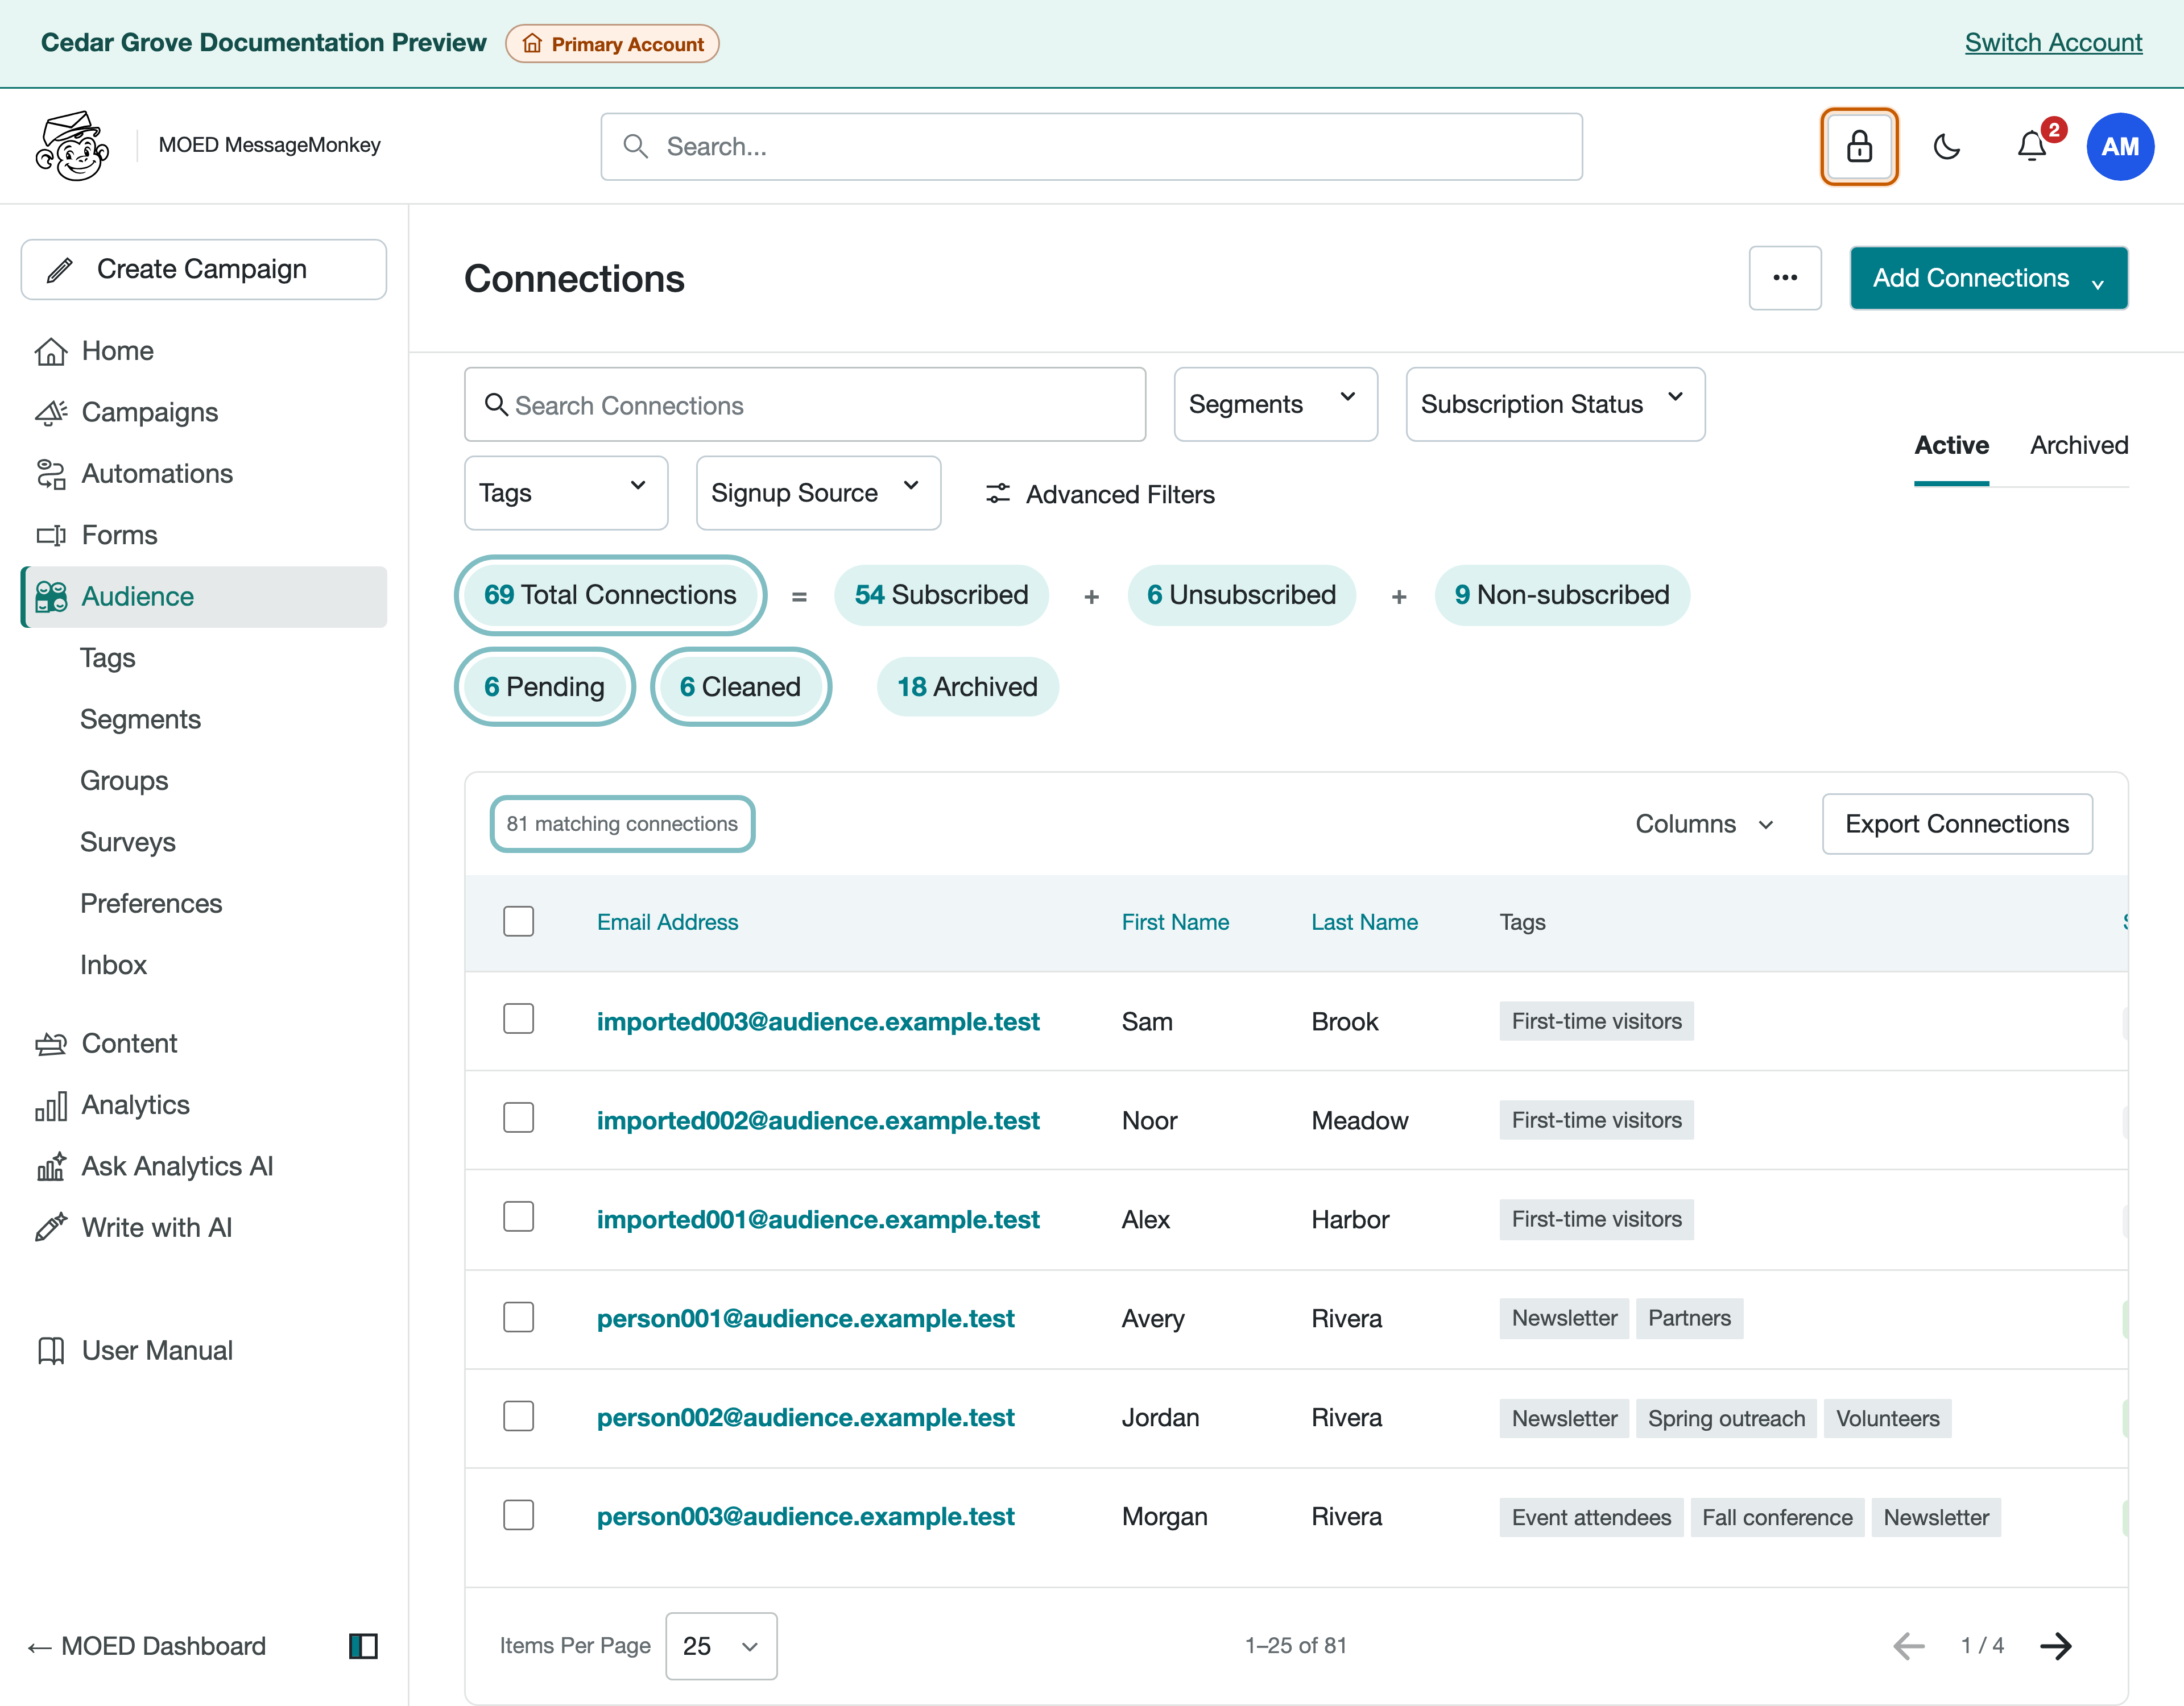 Cedar Grove Documentation Preview
Primary Account
Switch Account
MOED MessageMonkey
Search...
2
AM
Create Campaign
Home
Campaigns
Automations
Forms
Audience
Tags
Segments
Groups
Surveys
Preferences
Inbox
Content
Analytics
Ask Analytics AI
Write with AI
User Manual
← MOED Dashboard
Connections
Add Connections
Search Connections
Segments
Subscription Status
Tags
Signup Source
Advanced Filters
Active
Archived
69 Total Connections = 54 Subscribed + 6 Unsubscribed + 9 Non-subscribed
6 Pending 6 Cleaned 18 Archived
81 matching connections
Columns
Export Connections
Email Address First Name Last Name Tags
imported003@audience.example.test Sam Brook First-time visitors
imported002@audience.example.test Noor Meadow First-time visitors
imported001@audience.example.test Alex Harbor First-time visitors
person001@audience.example.test Avery Rivera Newsletter Partners
person002@audience.example.test Jordan Rivera Newsletter Spring outreach Volunteers
person003@audience.example.test Morgan Rivera Event attendees Fall conference Newsletter
Items Per Page 25
1–25 of 81
1 / 4